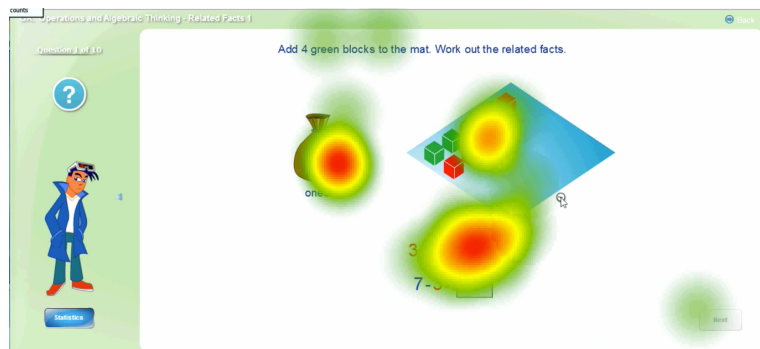 counts
Operations and Algebraic Thinking - Related Facts 1
Back
Question 1 of 10
Add 4 green blocks to the mat. Work out the related facts.
?
one
3
7 - 3
Statistics
Next